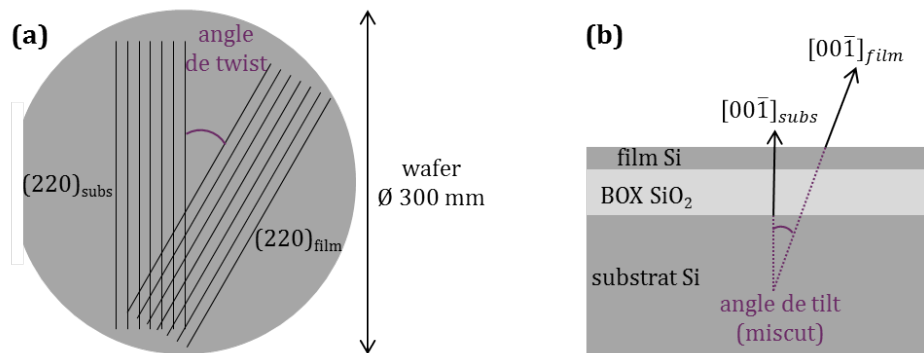 (a)
angle
de twist
(220)subs
(220)film
wafer
Ø 300 mm
(b)
[001̄]film
[001̄]subs
film Si
BOX SiO2
substrat Si
angle de tilt
(miscut)